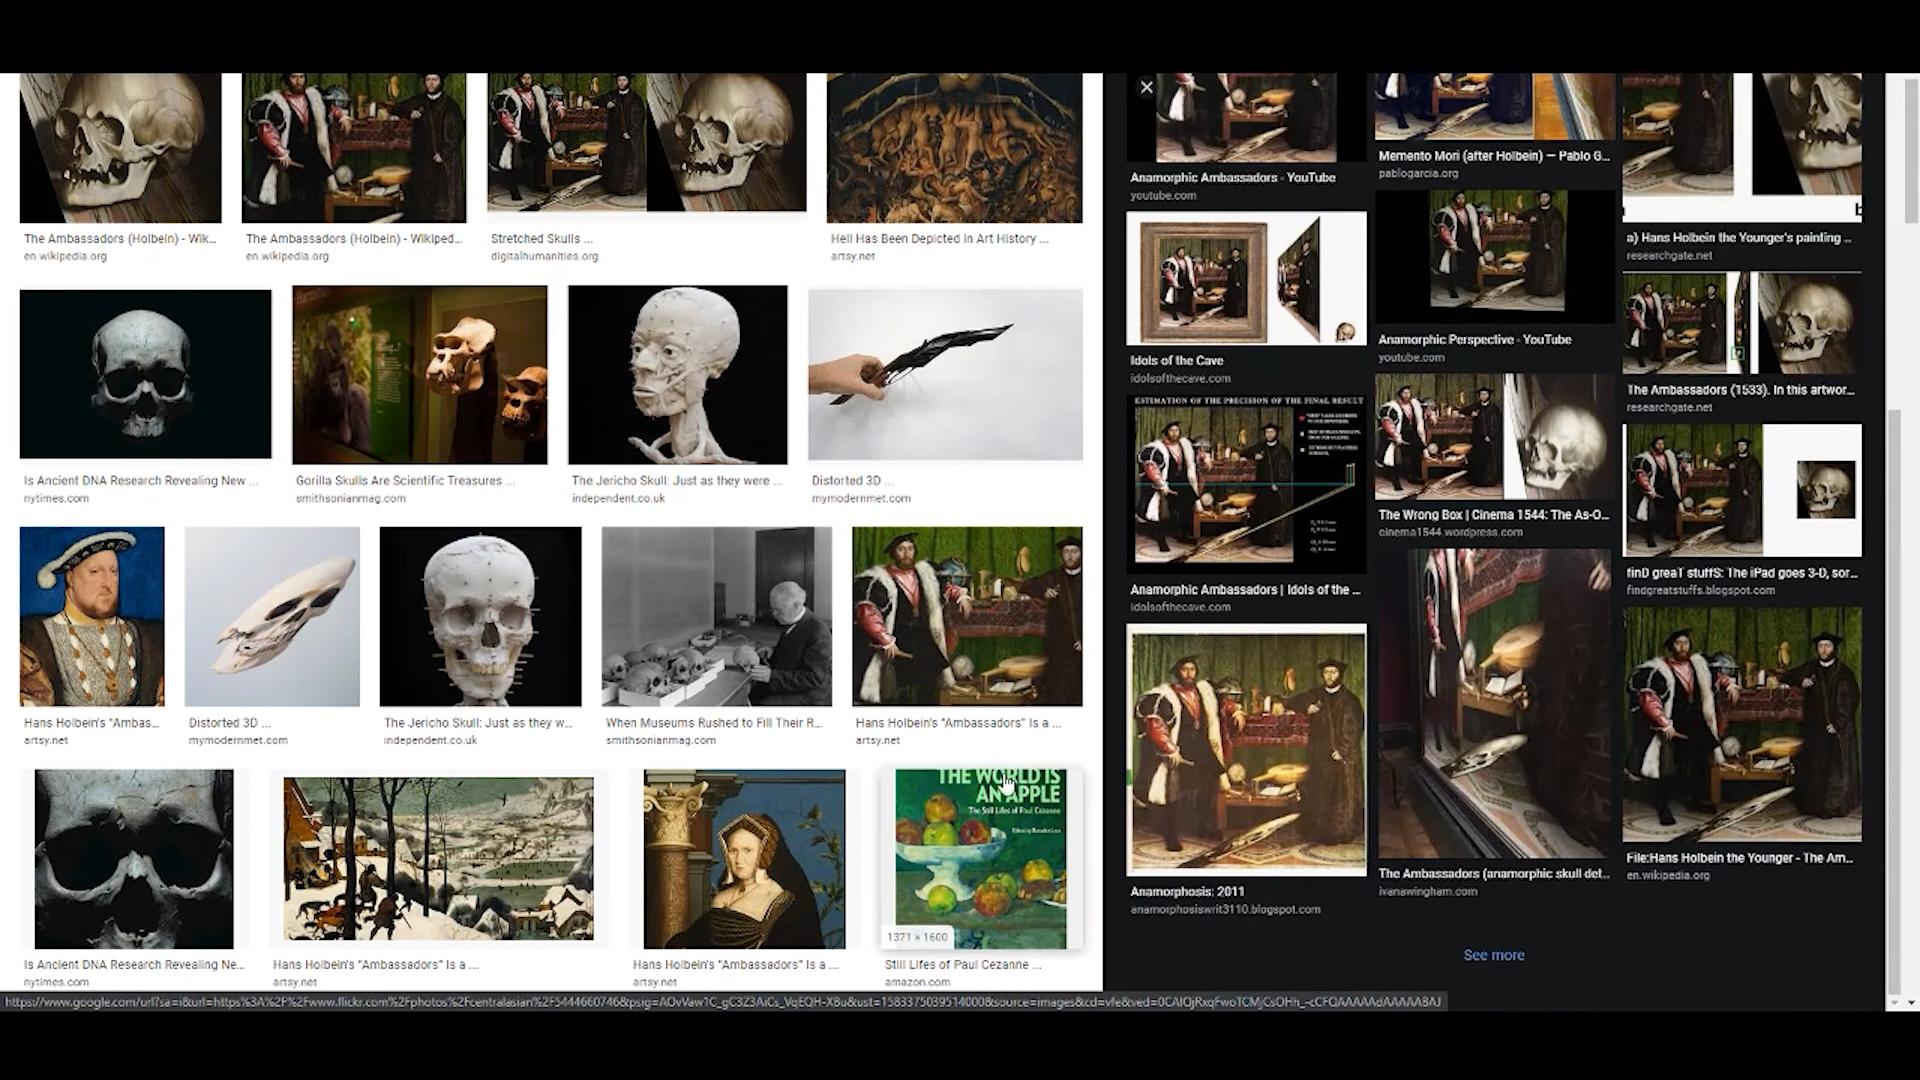 The Ambassadors (Holbein) - Wik...
en.wikipedia.org
The Ambassadors (Holbein) - Wikiped...
en.wikipedia.org
Stretched Skulls ...
digitalhumanities.org
Hell Has Been Depicted in Art History ...
artsy.net
Is Ancient DNA Research Revealing New ...
nytimes.com
Gorilla Skulls Are Scientific Treasures ...
smithsonianmag.com
The Jericho Skull: Just as they were ...
independent.co.uk
Distorted 3D ...
mymodernmet.com
Hans Holbein's "Ambas...
artsy.net
Distorted 3D ...
mymodernmet.com
The Jericho Skull: Just as they w...
independent.co.uk
When Museums Rushed to Fill Their R...
smithsonianmag.com
Hans Holbein's "Ambassadors" Is a ...
artsy.net
THE WORLD IS
AN APPLE
The Still Lifes of Paul Cezanne
1371 × 1600
Is Ancient DNA Research Revealing Ne...
nytimes.com
Hans Holbein's "Ambassadors" Is a ...
artsy.net
Hans Holbein's "Ambassadors" Is a ...
artsy.net
Still Lifes of Paul Cezanne ...
amazon.com
Anamorphic Ambassadors - YouTube
youtube.com
Idols of the Cave
idolsofthecave.com
ESTIMATION OF THE PRECISION OF THE FINAL RESULT
Anamorphic Ambassadors | Idols of the ...
idolsofthecave.com
Anamorphosis: 2011
anamorphosiswrit3110.blogspot.com
Memento Mori (after Holbein) — Pablo G...
pablogarcia.org
Anamorphic Perspective - YouTube
youtube.com
The Wrong Box | Cinema 1544: The As-O...
cinema1544.wordpress.com
The Ambassadors (anamorphic skull det...
ivanawingham.com
a) Hans Holbein the Younger's painting ...
researchgate.net
The Ambassadors (1533). In this artwor...
researchgate.net
finD greaT stuffS: The iPad goes 3-D, sor...
findgreatstuffs.blogspot.com
File:Hans Holbein the Younger - The Am...
en.wikipedia.org
See more